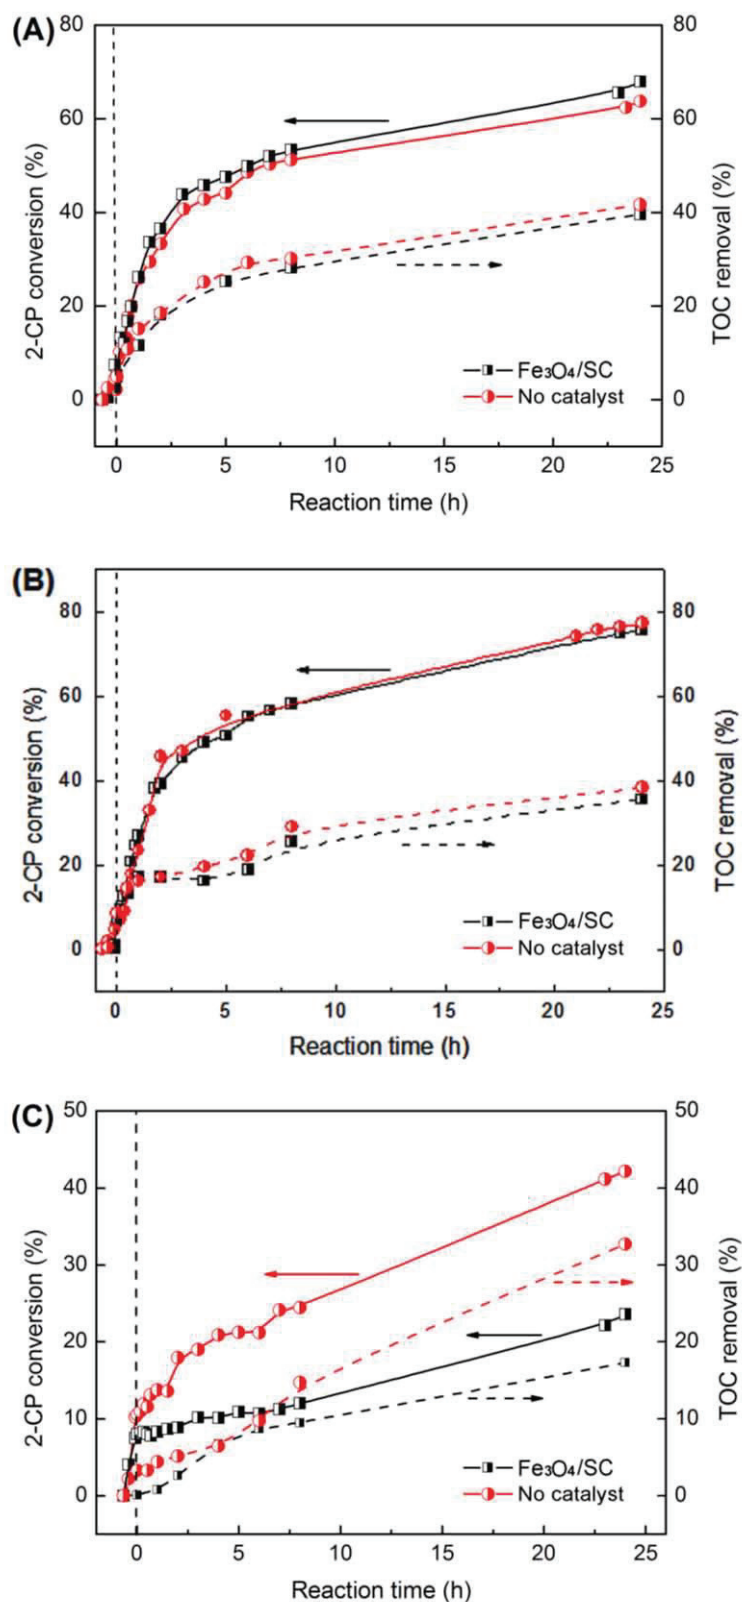 (A)
80
60
40
20
0
2-CP conversion (%)
80
60
40
20
0
TOC removal (%)
Fe₃O₄/SC
No catalyst
0 5 10 15 20 25
Reaction time (h)
(B)
80
60
40
20
0
2-CP conversion (%)
80
60
40
20
0
TOC removal (%)
Fe₃O₄/SC
No catalyst
0 5 10 15 20 25
Reaction time (h)
(C)
50
40
30
20
10
0
2-CP conversion (%)
50
40
30
20
10
0
TOC removal (%)
Fe₃O₄/SC
No catalyst
0 5 10 15 20 25
Reaction time (h)